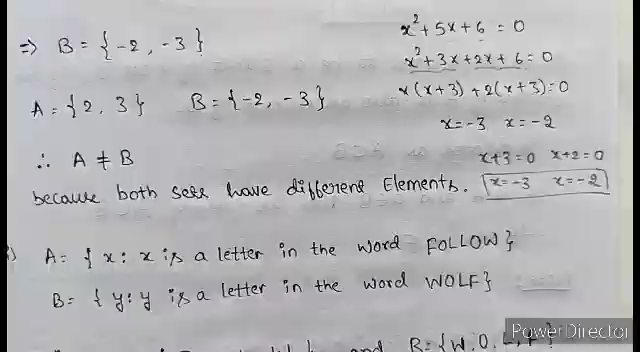 ⇒ B = {-2, -3}
A = {2, 3} B = {-2, -3}
∴ A ≠ B
because both sets have different Elements.
x²+5x+6 = 0
x²+3x+2x+6=0
x(x+3)+2(x+3)=0
x=-3 x=-2
x+3=0 x+2=0
x=-3 x=-2
A= {x: x is a letter in the word FOLLOW}
B= {y: y is a letter in the word WOLF}
and B={W,O,L,F}
PowerDirector